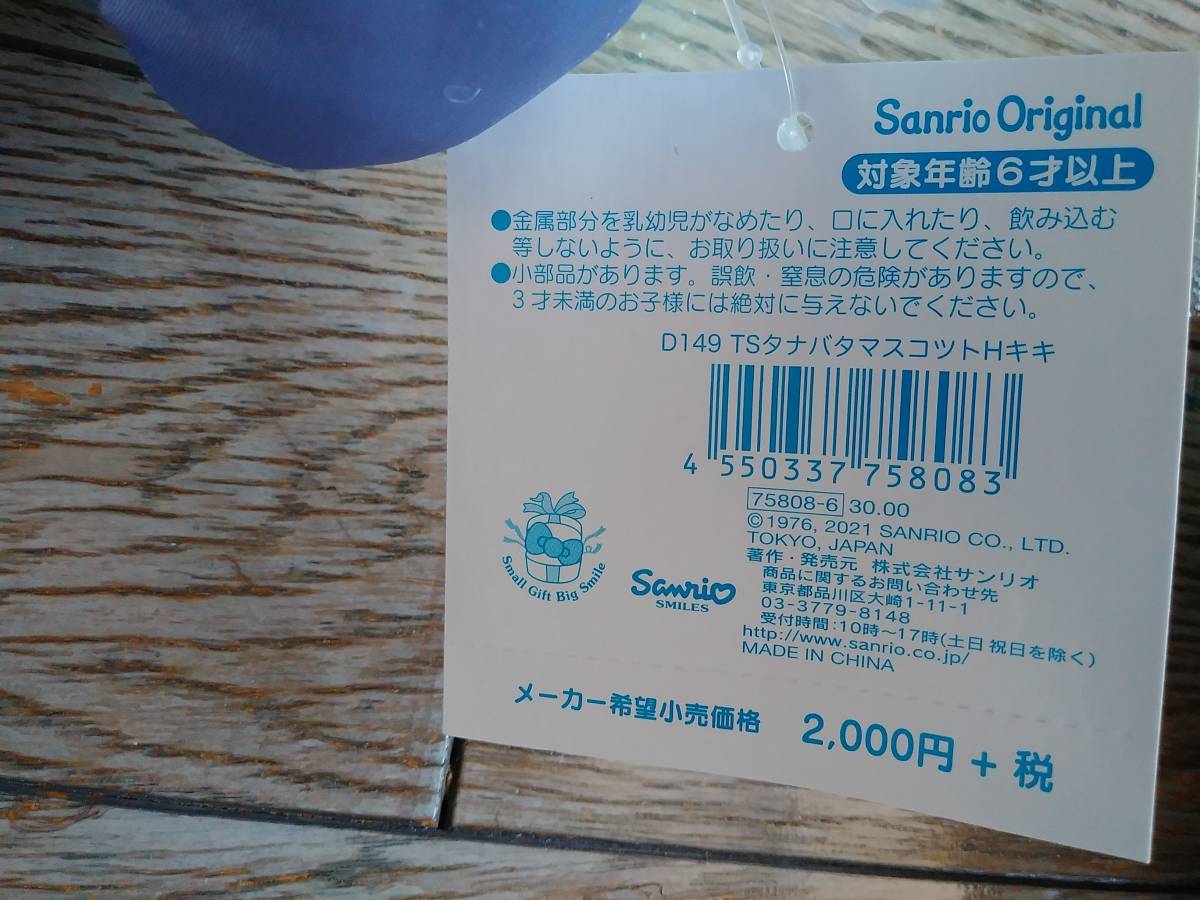 Sanrio Original
対象年齢6才以上
●金属部分を乳幼児がなめたり、口に入れたり、飲み込む
等しないように、お取り扱いに注意してください。
●小部品があります。誤飲・窒息の危険がありますので、
3才未満のお子様には絶対に与えないでください。
D149 TSタナバタマスコツトHキキ
4 550337 758083
75808-6 30.00
©1976, 2021 SANRIO CO., LTD.
TOKYO, JAPAN
著作・発売元 株式会社サンリオ
商品に関するお問い合わせ先
東京都品川区大崎1-11-1
03-3779-8148
受付時間:10時~17時(土日祝日を除く)
http://www.sanrio.co.jp/
MADE IN CHINA
Small Gift Big Smile
Sanrio
SMILES
メーカー希望小売価格 2,000円 + 税